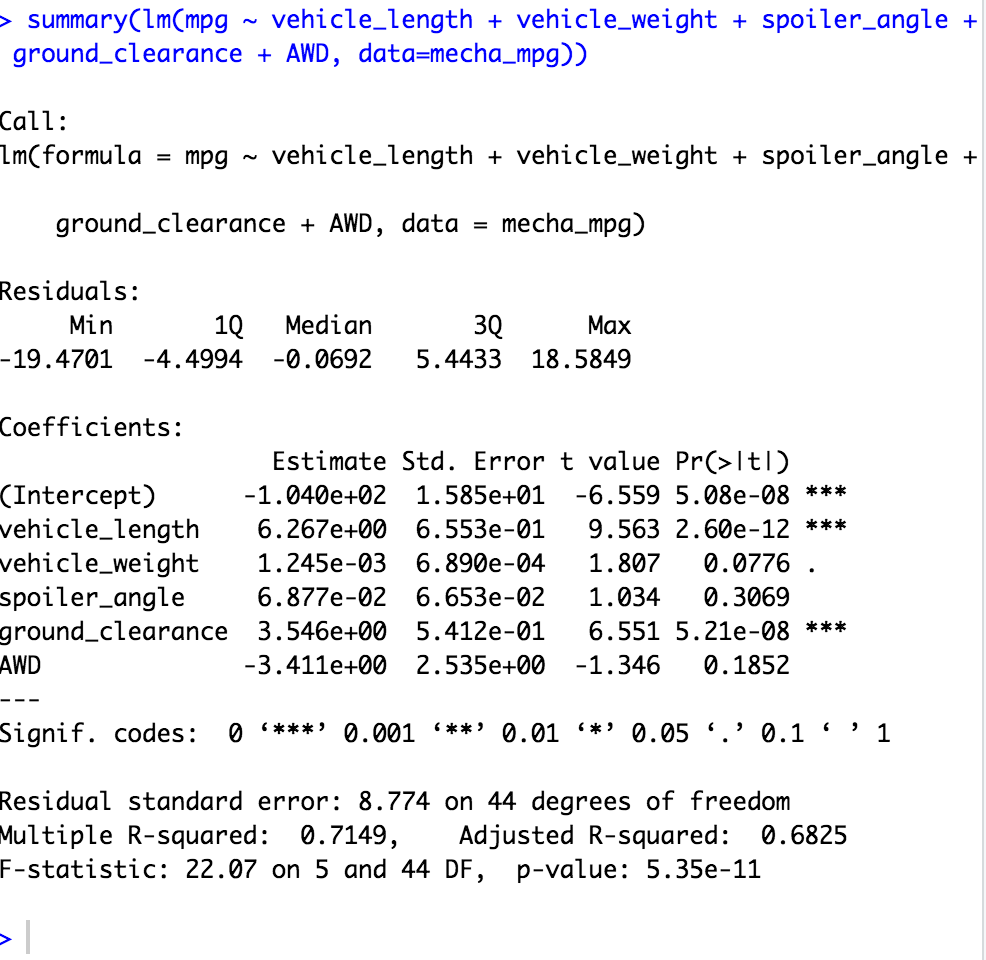 > summary(lm(mpg ~ vehicle_length + vehicle_weight + spoiler_angle +
ground_clearance + AWD, data=mecha_mpg))
Call:
lm(formula = mpg ~ vehicle_length + vehicle_weight + spoiler_angle +
ground_clearance + AWD, data = mecha_mpg)
Residuals:
Min 1Q Median 3Q Max
-19.4701 -4.4994 -0.0692 5.4433 18.5849
Coefficients:
Estimate Std. Error t value Pr(>|t|)
(Intercept) -1.040e+02 1.585e+01 -6.559 5.08e-08 ***
vehicle_length 6.267e+00 6.553e-01 9.563 2.60e-12 ***
vehicle_weight 1.245e-03 6.890e-04 1.807 0.0776 .
spoiler_angle 6.877e-02 6.653e-02 1.034 0.3069
ground_clearance 3.546e+00 5.412e-01 6.551 5.21e-08 ***
AWD -3.411e+00 2.535e+00 -1.346 0.1852
---
Signif. codes: 0 ‘***’ 0.001 ‘**’ 0.01 ‘*’ 0.05 ‘.’ 0.1 ‘ ’ 1
Residual standard error: 8.774 on 44 degrees of freedom
Multiple R-squared: 0.7149, Adjusted R-squared: 0.6825
F-statistic: 22.07 on 5 and 44 DF, p-value: 5.35e-11
>